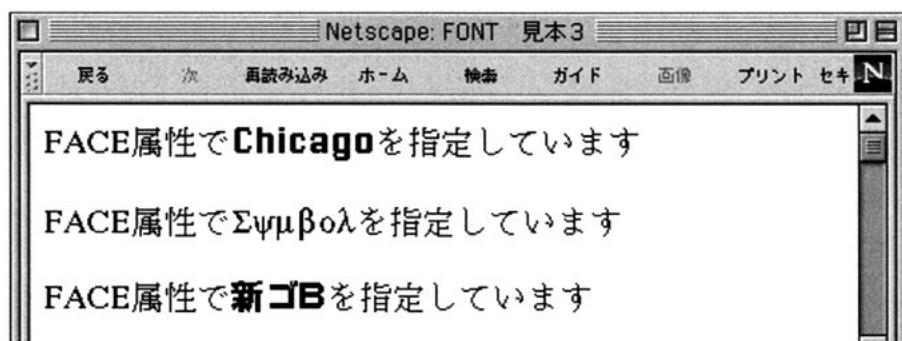 Netscape: FONT 見本3
戻る 次 再読み込み ホーム 検索 ガイド 画像 プリント セキ N
FACE属性でChicagoを指定しています
FACE属性でΣψμβολを指定しています
FACE属性で新ゴBを指定しています